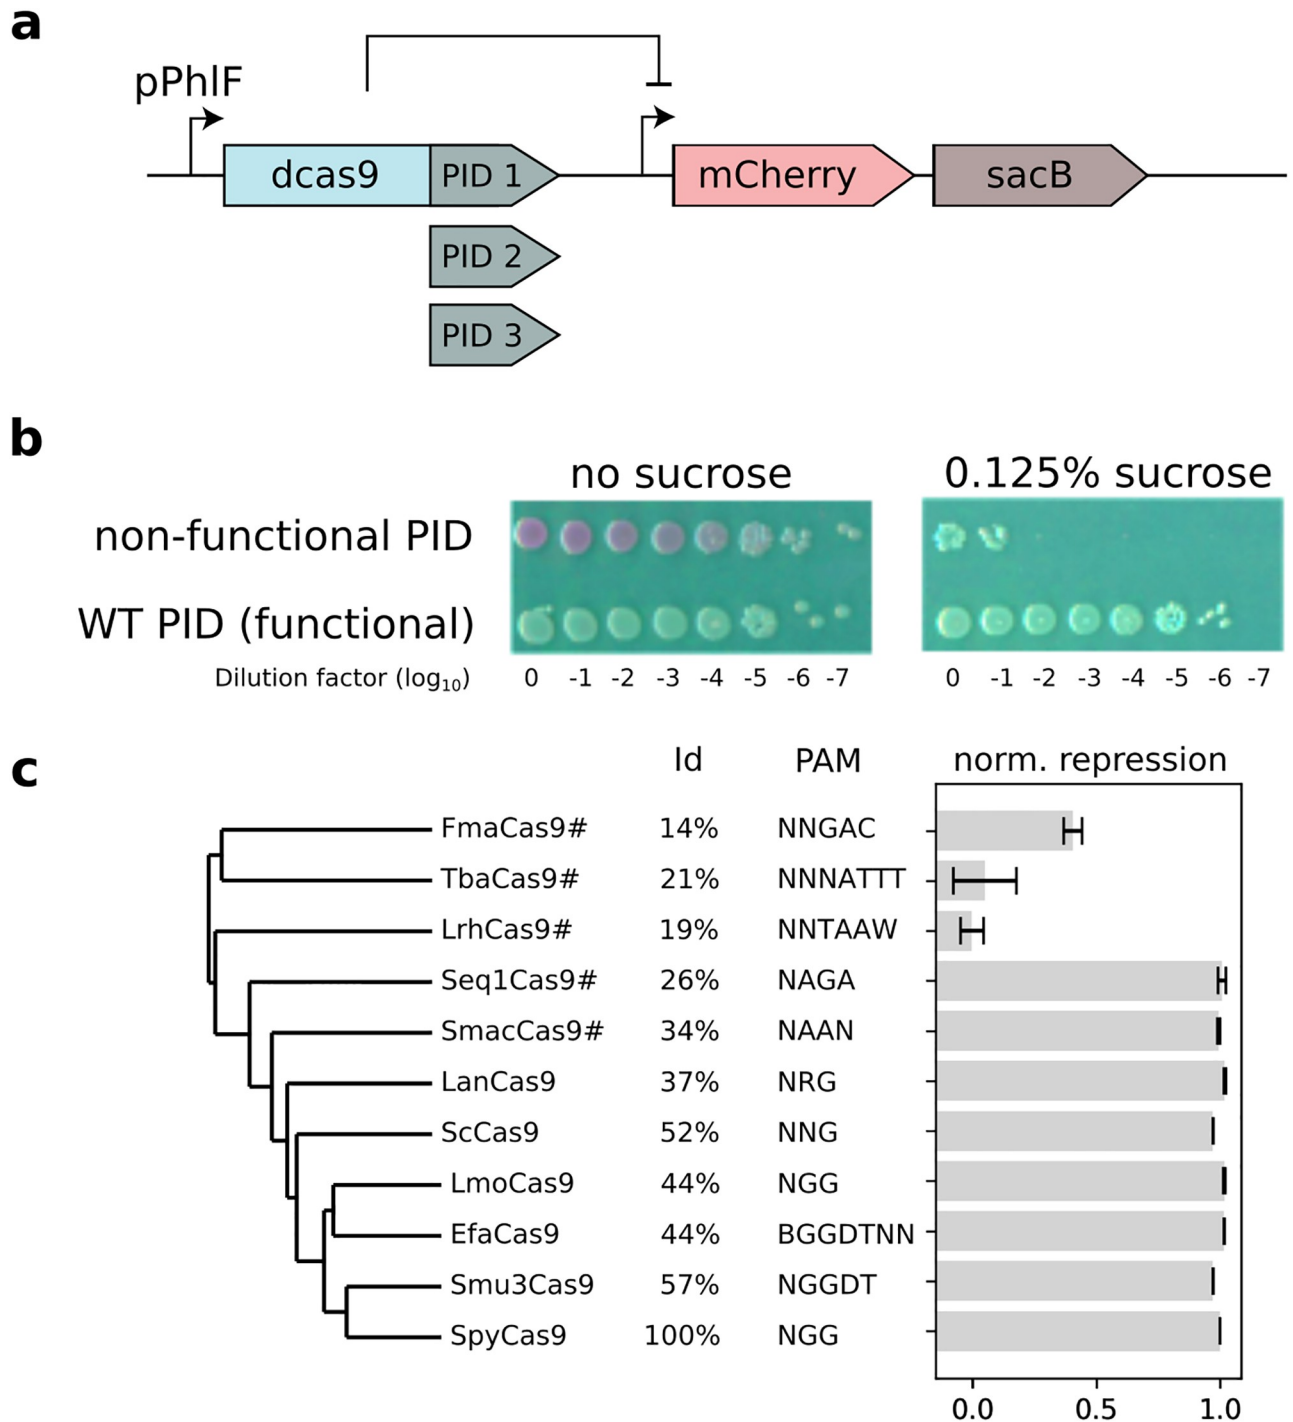 a
pPhlF
dcas9 PID 1 mCherry sacB
PID 2
PID 3
b
no sucrose 0.125% sucrose
non-functional PID
WT PID (functional)
Dilution factor (log10) 0 -1 -2 -3 -4 -5 -6 -7 0 -1 -2 -3 -4 -5 -6 -7
c
Id PAM norm. repression
FmaCas9# 14% NNGAC
TbaCas9# 21% NNNATTT
LrhCas9# 19% NNTAAW
Seq1Cas9# 26% NAGA
SmacCas9# 34% NAAN
LanCas9 37% NRG
ScCas9 52% NNG
LmoCas9 44% NGG
EfaCas9 44% BGGDTNN
Smu3Cas9 57% NGGDT
SpyCas9 100% NGG
0.0 0.5 1.0